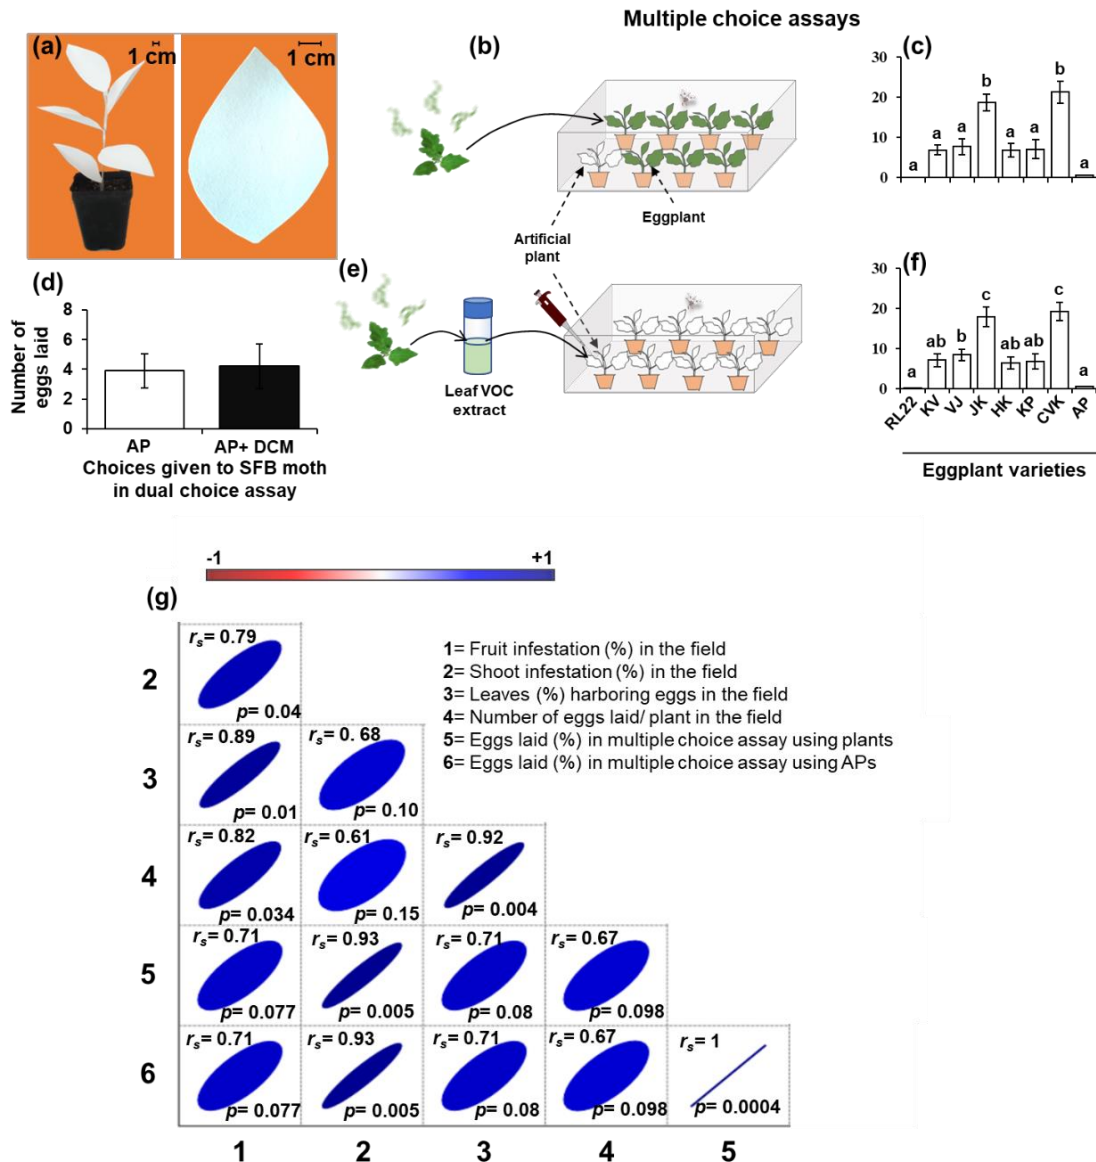 Multiple choice assays
(a)
1 cm
1 cm
(b)
Eggplant
Artificial
plant
(c)
30
20
10
0
a
a
a
b
a
a
b
a
(d)
Number of
eggs laid
8
6
4
2
0
AP
AP+ DCM
Choices given to SFB moth
in dual choice assay
(e)
Leaf VOC
extract
(f)
30
20
10
0
a
ab
b
c
ab
ab
c
a
RL22
KV
VJ
JK
HK
KP
CVK
AP
Eggplant varieties
-1
+1
(g)
1= Fruit infestation (%) in the field
2= Shoot infestation (%) in the field
3= Leaves (%) harboring eggs in the field
4= Number of eggs laid/ plant in the field
5= Eggs laid (%) in multiple choice assay using plants
6= Eggs laid (%) in multiple choice assay using APs
2
rs= 0.79
p= 0.04
3
rs= 0.89
p= 0.01
rs= 0. 68
p= 0.10
4
rs= 0.82
p= 0.034
rs= 0.61
p= 0.15
rs= 0.92
p= 0.004
5
rs= 0.71
p= 0.077
rs= 0.93
p= 0.005
rs= 0.71
p= 0.08
rs= 0.67
p= 0.098
6
rs= 0.71
p= 0.077
rs= 0.93
p= 0.005
rs= 0.71
p= 0.08
rs= 0.67
p= 0.098
rs= 1
p= 0.0004
1
2
3
4
5